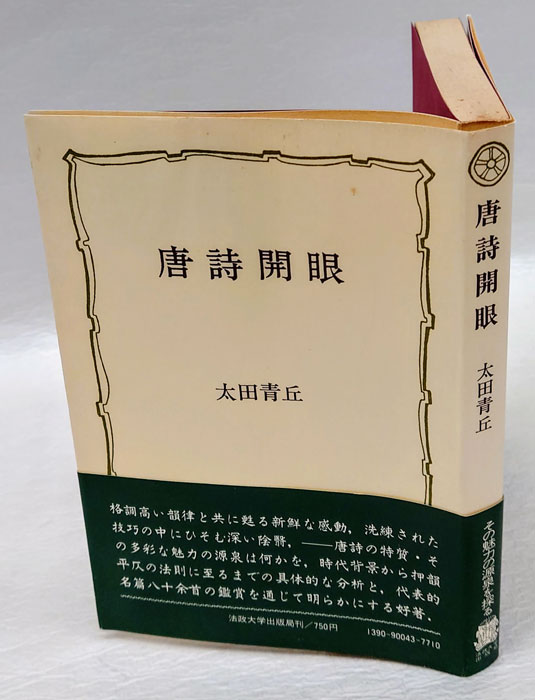 唐詩開眼
太田青丘
格調高い韻律と共に甦る新鮮な感動，洗練された
技巧の中にひそむ深い陰翳，──唐詩の特質・そ
の多彩な魅力の源泉は何かを，時代背景から押韻
平仄の法則に至るまでの具体的な分析と，代表的
名篇八十余首の鑑賞を通じて明らかにする好著．
法政大学出版局刊／750円
1390-90043-7710
唐詩開眼
太田青丘
その魅力の源泉を探る